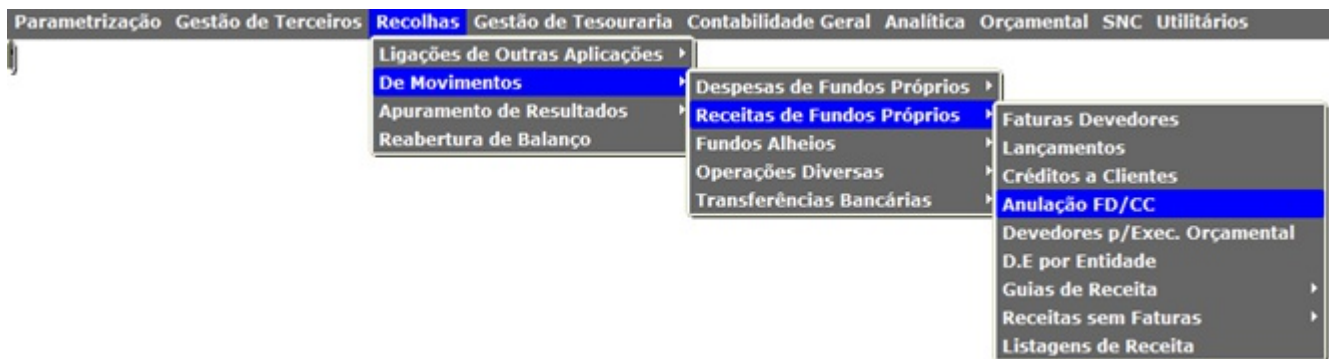 Parametrização Gestão de Terceiros Recolhas Gestão de Tesouraria Contabilidade Geral Analítica Orçamental SNC Utilitários
Ligações de Outras Aplicações
De Movimentos
Apuramento de Resultados
Reabertura de Balanço
Despesas de Fundos Próprios
Receitas de Fundos Próprios
Fundos Alheios
Operações Diversas
Transferências Bancárias
Faturas Devedores
Lançamentos
Créditos a Clientes
Anulação FD/CC
Devedores p/Exec. Orçamental
D.E por Entidade
Guias de Receita
Receitas sem Faturas
Listagens de Receita